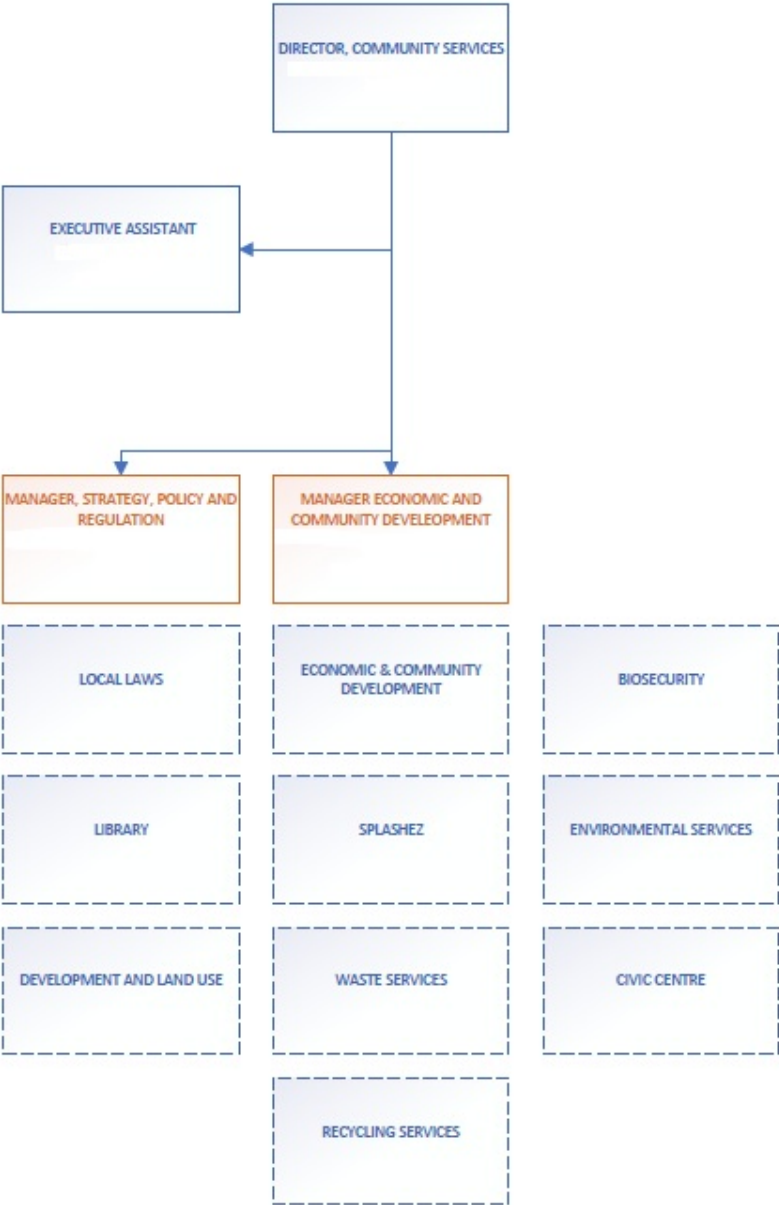 DIRECTOR, COMMUNITY SERVICES
EXECUTIVE ASSISTANT
MANAGER, STRATEGY, POLICY AND
REGULATION
MANAGER ECONOMIC AND
COMMUNITY DEVELEOPMENT
LOCAL LAWS
ECONOMIC & COMMUNITY
DEVELOPMENT
BIOSECURITY
LIBRARY
SPLASHEZ
ENVIRONMENTAL SERVICES
DEVELOPMENT AND LAND USE
WASTE SERVICES
CIVIC CENTRE
RECYCLING SERVICES